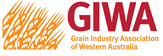 GIWA
Grain Industry Association
of Western Australia